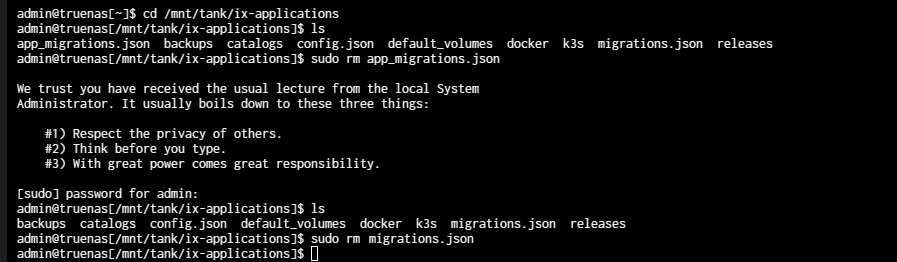 admin@truenas[~]$ cd /mnt/tank/ix-applications
admin@truenas[/mnt/tank/ix-applications]$ ls
app_migrations.json  backups  catalogs  config.json  default_volumes  docker  k3s  migrations.json  releases
admin@truenas[/mnt/tank/ix-applications]$ sudo rm app_migrations.json
We trust you have received the usual lecture from the local System
Administrator. It usually boils down to these three things:
#1) Respect the privacy of others.
#2) Think before you type.
#3) With great power comes great responsibility.
[sudo] password for admin:
admin@truenas[/mnt/tank/ix-applications]$ ls
backups  catalogs  config.json  default_volumes  docker  k3s  migrations.json  releases
admin@truenas[/mnt/tank/ix-applications]$ sudo rm migrations.json
admin@truenas[/mnt/tank/ix-applications]$